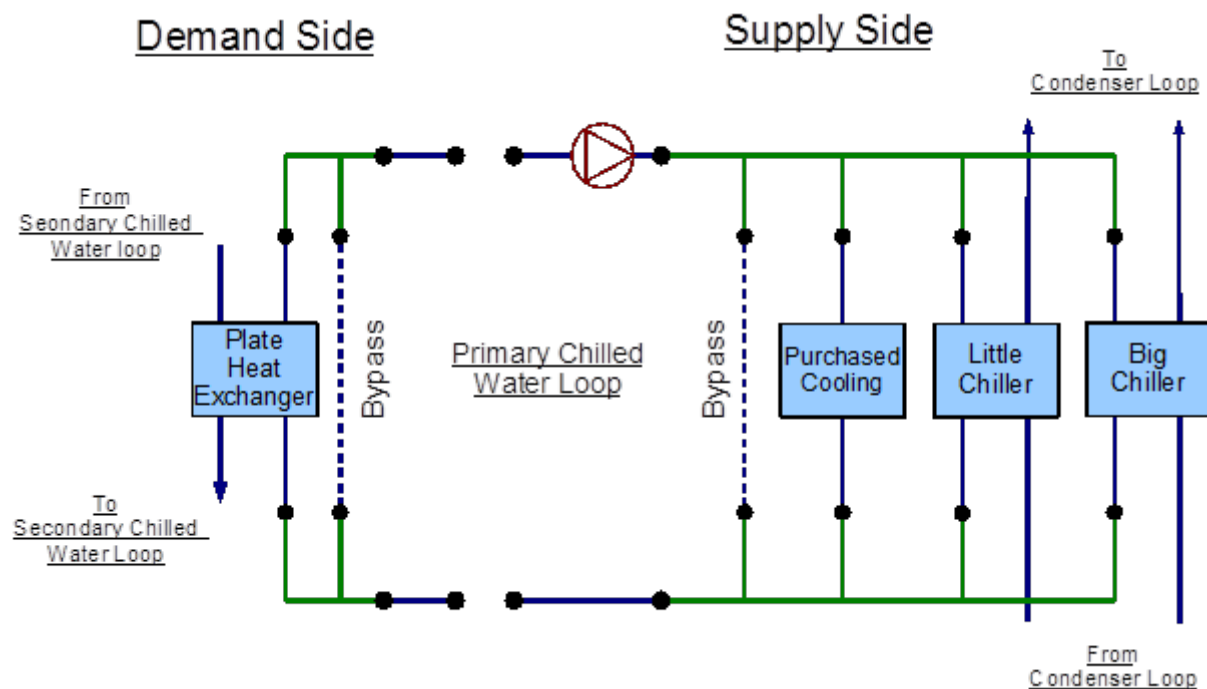 Demand Side
Supply Side
To
Condenser Loop
From
Seondary Chilled
Water loop
Plate
Heat
Exchanger
Bypass
Primary Chilled
Water Loop
Bypass
Purchased
Cooling
Little
Chiller
Big
Chiller
To
Secondary Chilled
Water Loop
From
Condenser Loop